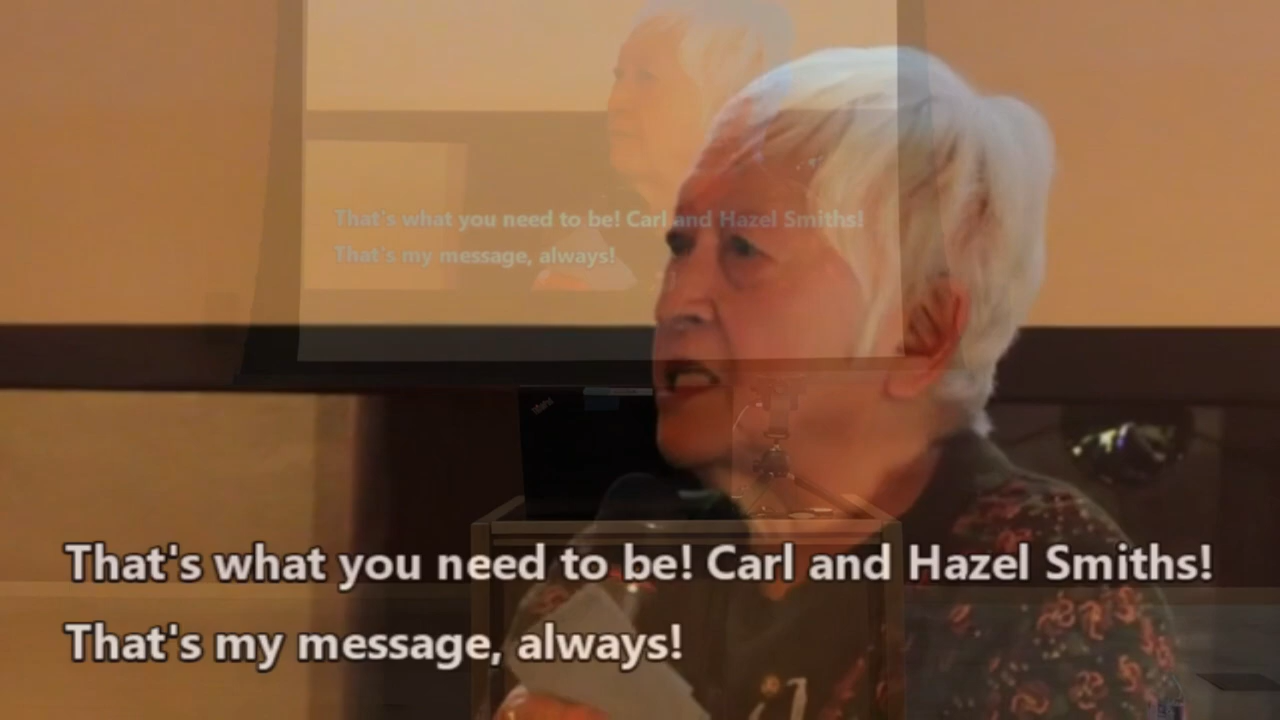 That's what you need to be! Carl and Hazel Smiths!
That's my message, always!
That's what you need to be! Carl and Hazel Smiths!
That's my message, always!